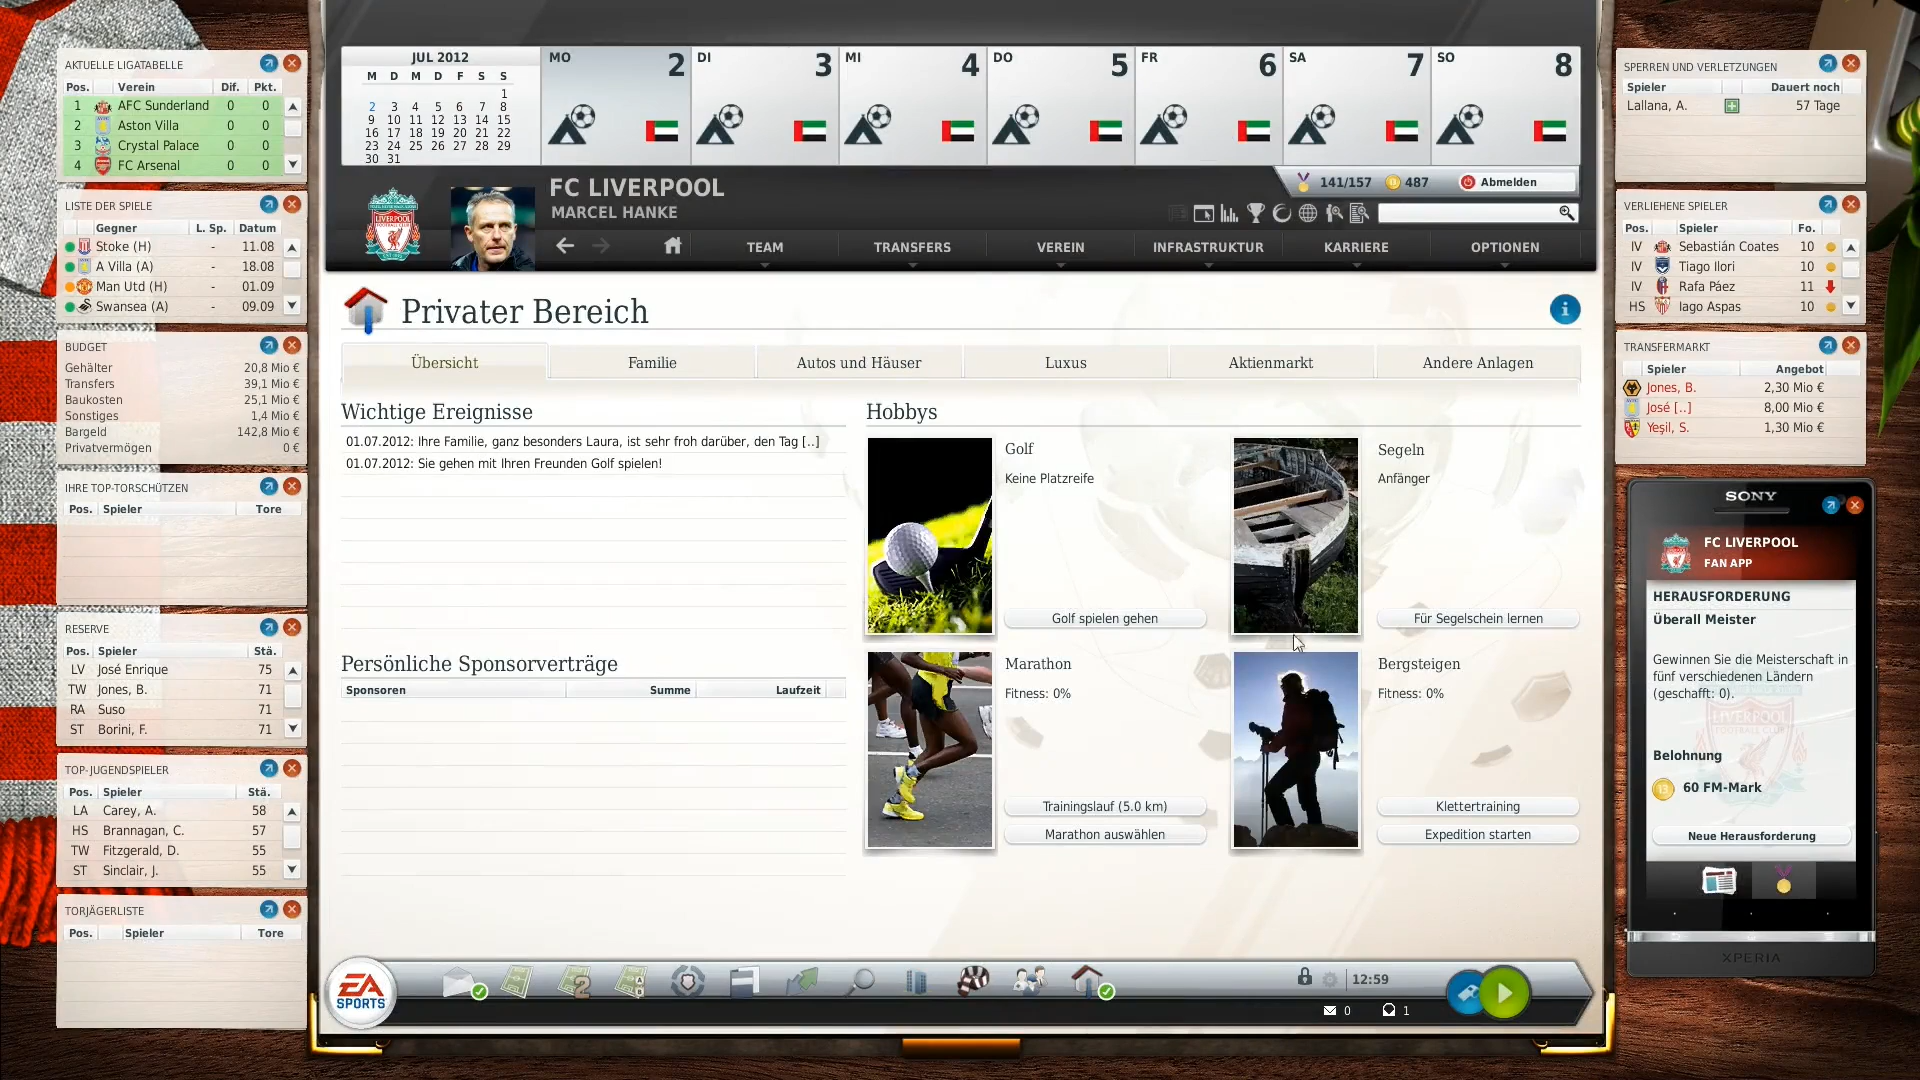 AKTUELLE LIGATABELLE
Pos. Verein Dif. Pkt.
1 AFC Sunderland 0 0
2 Aston Villa 0 0
3 Crystal Palace 0 0
4 FC Arsenal 0 0
LISTE DER SPIELE
Gegner L. Sp. Datum
Stoke (H) - 11.08
A Villa (A) - 18.08
Man Utd (H) - 01.09
Swansea (A) - 09.09
BUDGET
Gehälter 20,8 Mio €
Transfers 39,1 Mio €
Baukosten 25,1 Mio €
Sonstiges 1,4 Mio €
Bargeld 142,8 Mio €
Privatvermögen 0 €
IHRE TOP-TORSCHÜTZEN
Pos. Spieler Tore
RESERVE
Pos. Spieler Stä.
LV José Enrique 75
TW Jones, B. 71
RA Suso 71
ST Borini, F. 71
TOP-JUGENDSPIELER
Pos. Spieler Stä.
LA Carey, A. 58
HS Brannagan, C. 57
TW Fitzgerald, D. 55
ST Sinclair, J. 55
TORJÄGERLISTE
Pos. Spieler Tore
JUL 2012
M D M D F S S
1
2 3 4 5 6 7 8
9 10 11 12 13 14 15
16 17 18 19 20 21 22
23 24 25 26 27 28 29
30 31
MO 2 DI 3 MI 4 DO 5 FR 6 SA 7 SO 8
FC LIVERPOOL
MARCEL HANKE
141/157 487 Abmelden
TEAM TRANSFERS VEREIN INFRASTRUKTUR KARRIERE OPTIONEN
Privater Bereich
Übersicht Familie Autos und Häuser Luxus Aktienmarkt Andere Anlagen
Wichtige Ereignisse
01.07.2012: Ihre Familie, ganz besonders Laura, ist sehr froh darüber, den Tag [..]
01.07.2012: Sie gehen mit Ihren Freunden Golf spielen!
Persönliche Sponsorverträge
Sponsoren Summe Laufzeit
Hobbys
Golf
Keine Platzreife
Golf spielen gehen
Segeln
Anfänger
Für Segelschein lernen
Marathon
Fitness: 0%
Trainingslauf (5.0 km)
Marathon auswählen
Bergsteigen
Fitness: 0%
Klettertraining
Expedition starten
EA
SPORTS
2
12:59
0 1
SPERREN UND VERLETZUNGEN
Spieler Dauert noch
Lallana, A. 57 Tage
VERLIEHENE SPIELER
Pos. Spieler Fo.
IV Sebastián Coates 10
IV Tiago Ilori 10
IV Rafa Páez 11
HS Iago Aspas 10
TRANSFERMARKT
Spieler Angebot
Jones, B. 2,30 Mio €
José [..] 8,00 Mio €
Yeşil, S. 1,30 Mio €
SONY
FC LIVERPOOL
FAN APP
HERAUSFORDERUNG
Überall Meister
Gewinnen Sie die Meisterschaft in
fünf verschiedenen Ländern
(geschafft: 0).
Belohnung
13 60 FM-Mark
Neue Herausforderung
XPERIA